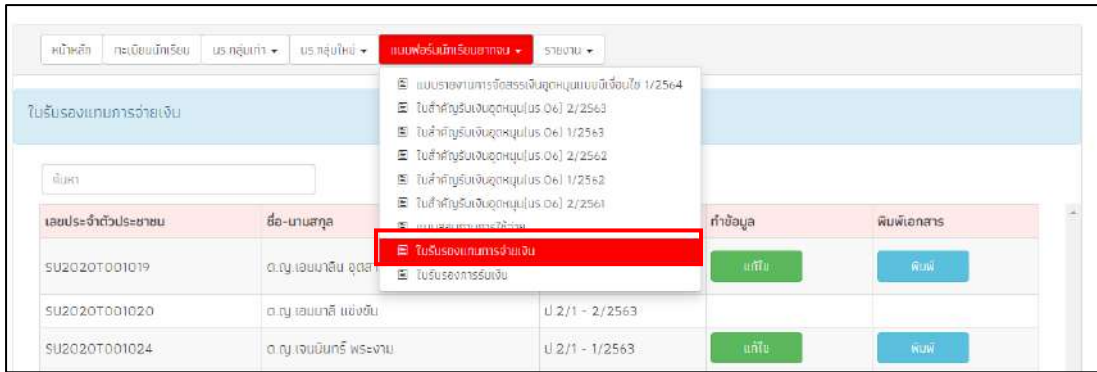 หน้าหลัก ทะเบียนนักเรียน นร.กลุ่มเก่า นร.กลุ่มใหม่ แบบฟอร์มนักเรียนยากจน รายงาน
แบบรายงานการจัดสรรเงินอุดหนุนแบบมีเงื่อนไข 1/2564
ใบสำคัญรับเงินอุดหนุน(นร.06) 2/2563
ใบสำคัญรับเงินอุดหนุน(นร.06) 1/2563
ใบสำคัญรับเงินอุดหนุน(นร.06) 2/2562
ใบสำคัญรับเงินอุดหนุน(นร.06) 1/2562
ใบสำคัญรับเงินอุดหนุน(นร.06) 2/2561
แบบสอบถามการใช้จ่าย
ใบรับรองแทนการจ่ายเงิน
ใบรับรองการรับเงิน
ใบรับรองแทนการจ่ายเงิน
ค้นหา
เลขประจำตัวประชาชน ชื่อ-นามสกุล ทำข้อมูล พิมพ์เอกสาร
SU2020T001019 ด.ญ.เอมมาลิน แก้ไข พิมพ์
SU2020T001020 ด.ญ.เอมมาลี แข่งขัน ป.2/1 - 2/2563
SU2020T001024 ด.ญ.เจนนินทร์ พระงาม ป.2/1 - 1/2563 แก้ไข พิมพ์